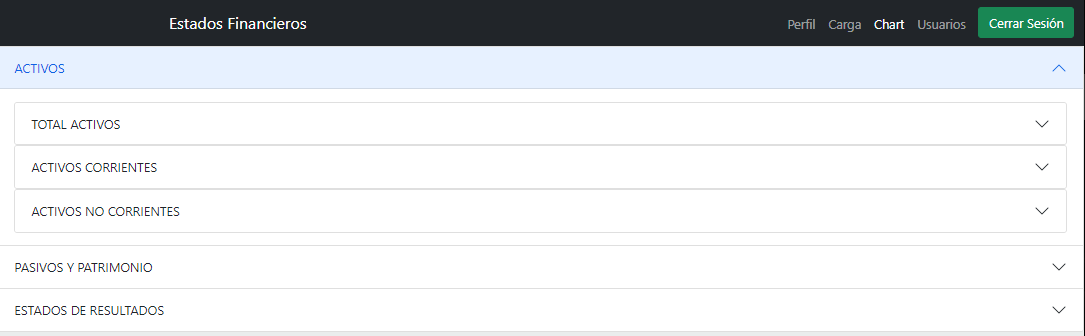 Estados Financieros Perfil Carga Chart Usuarios Cerrar Sesión
ACTIVOS
TOTAL ACTIVOS
ACTIVOS CORRIENTES
ACTIVOS NO CORRIENTES
PASIVOS Y PATRIMONIO
ESTADOS DE RESULTADOS